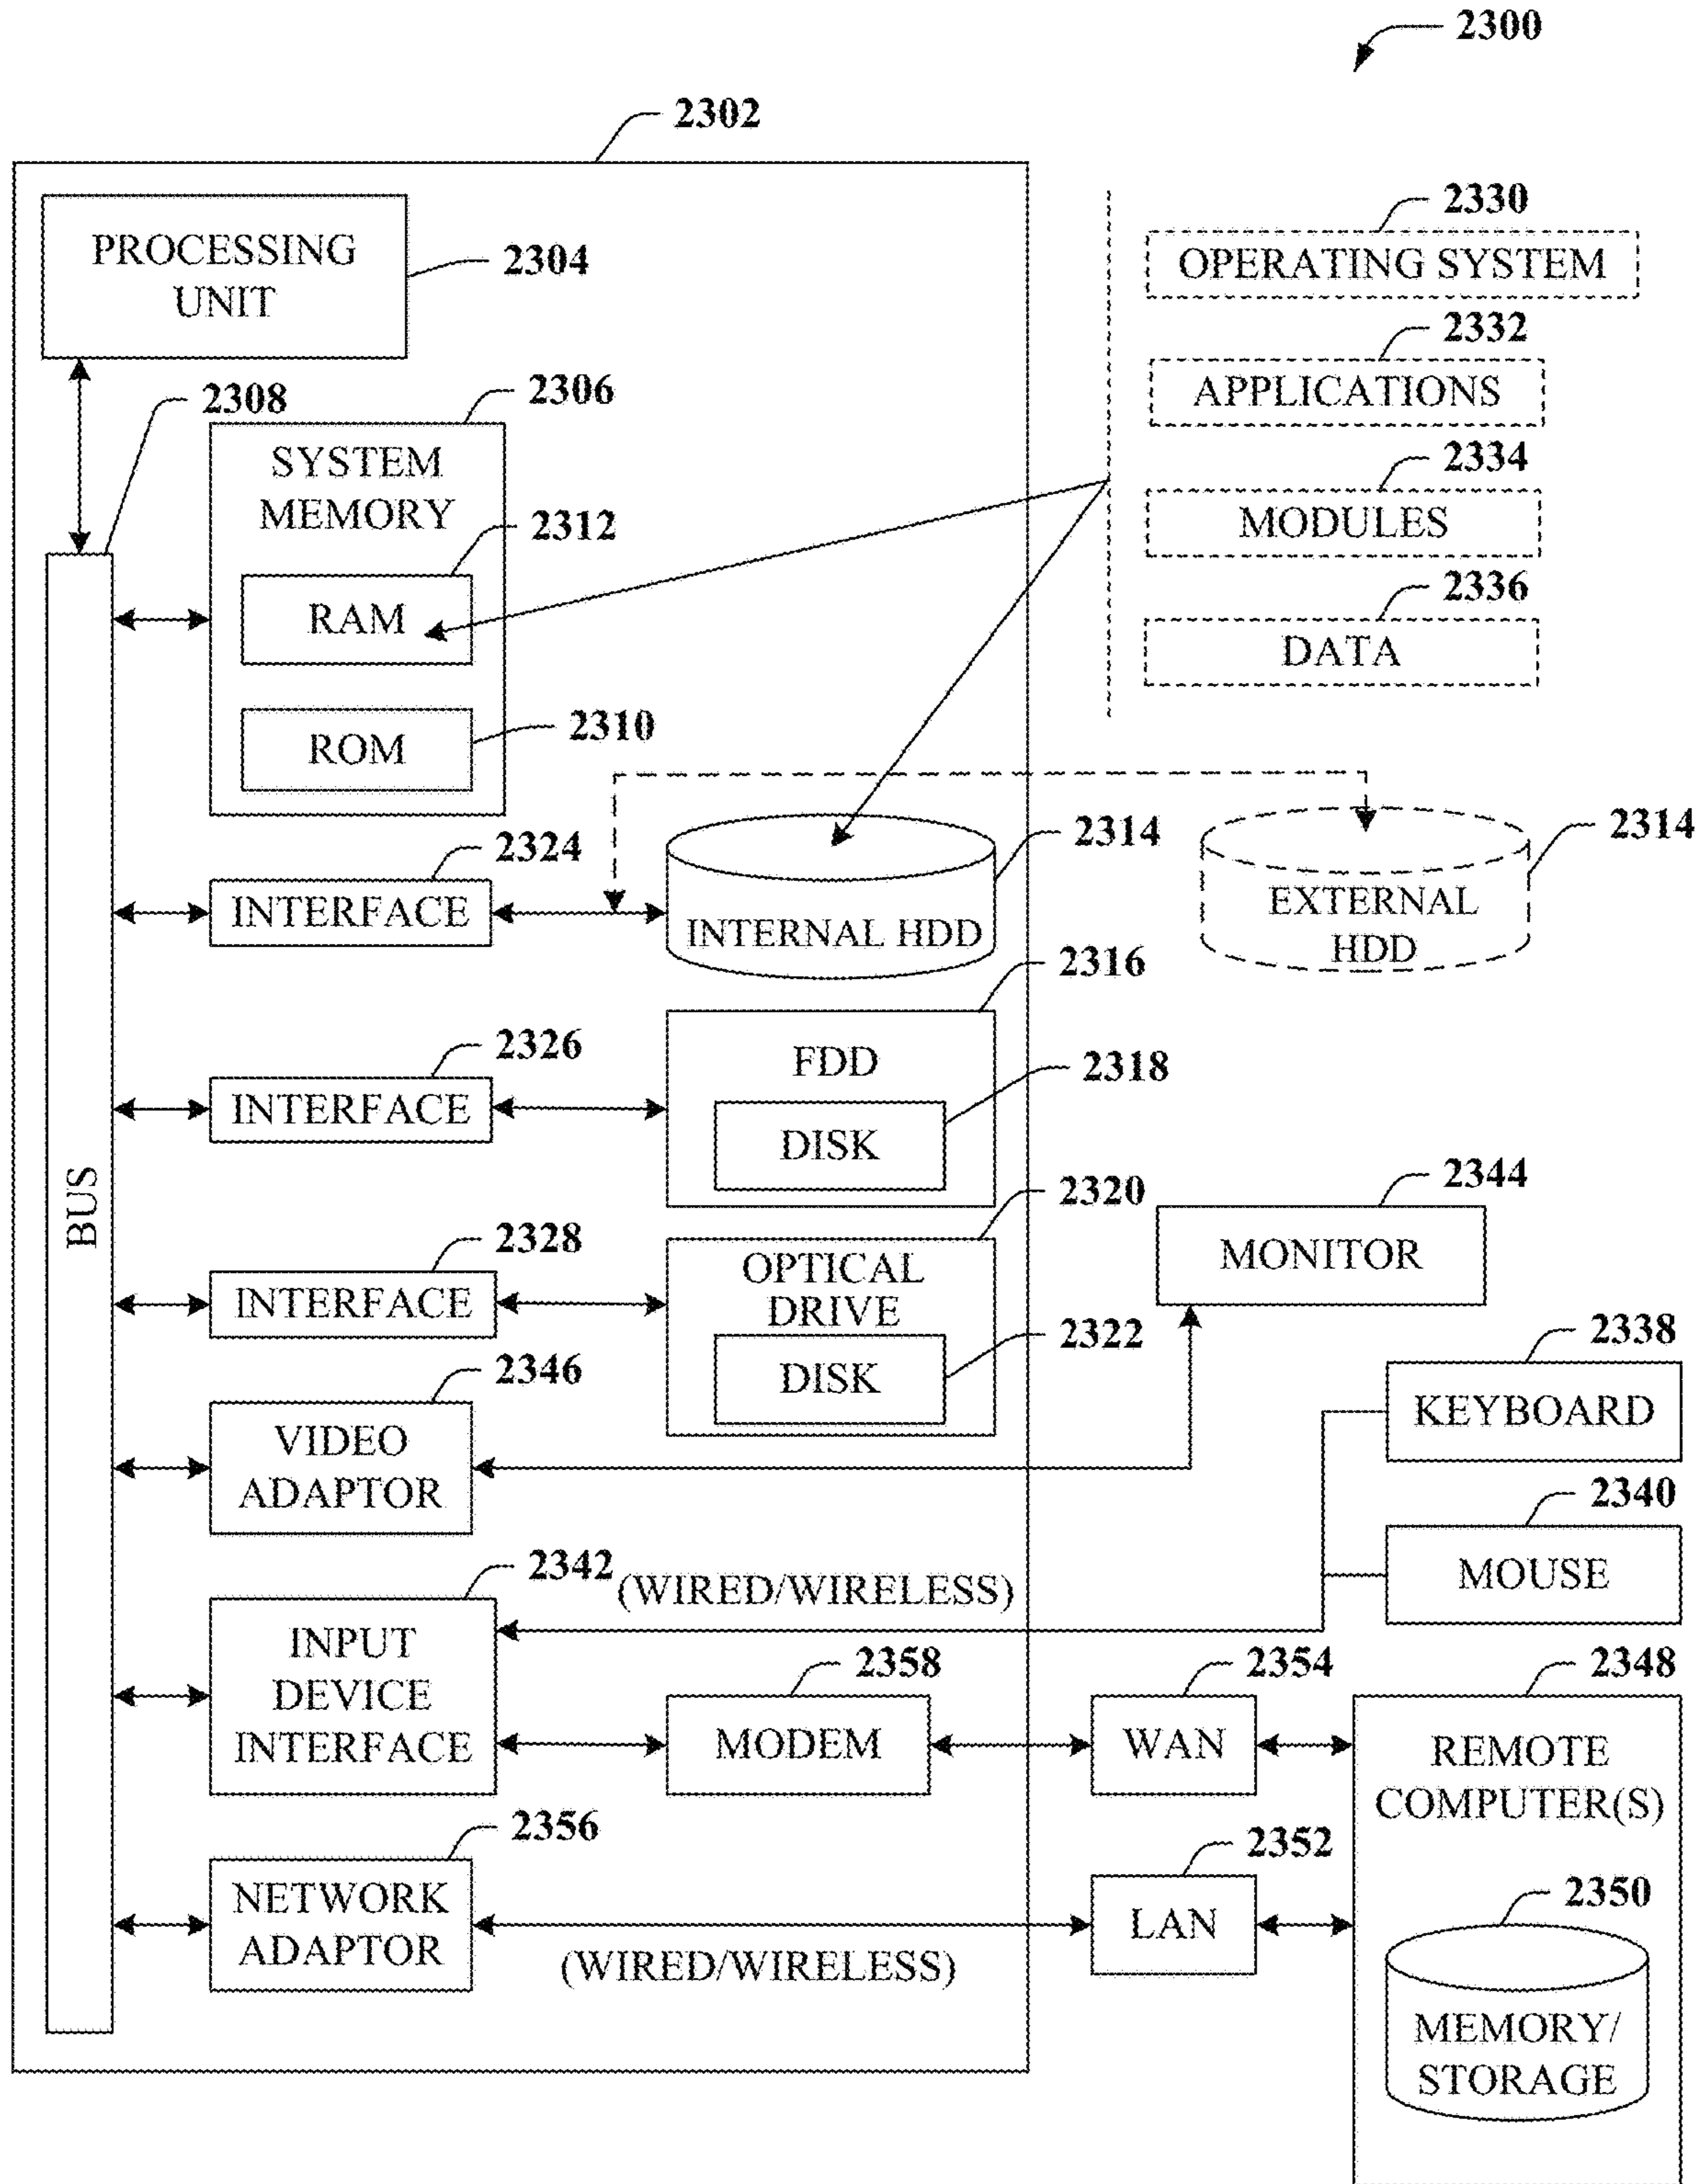 2300
2302
PROCESSING
UNIT
2304
2308
2306
SYSTEM
MEMORY
2312
RAM
2310
ROM
2330
OPERATING SYSTEM
2332
APPLICATIONS
2334
MODULES
2336
DATA
BUS
2324
INTERFACE
2314
INTERNAL HDD
2314
EXTERNAL
HDD
2326
INTERFACE
2316
FDD
2318
DISK
2328
INTERFACE
2320
OPTICAL
DRIVE
2322
DISK
2344
MONITOR
2346
VIDEO
ADAPTOR
2338
KEYBOARD
2340
MOUSE
2342
(WIRED/WIRELESS)
INPUT
DEVICE
INTERFACE
2358
MODEM
2354
WAN
2348
REMOTE
COMPUTER(S)
2356
NETWORK
ADAPTOR
(WIRED/WIRELESS)
2352
LAN
2350
MEMORY/
STORAGE